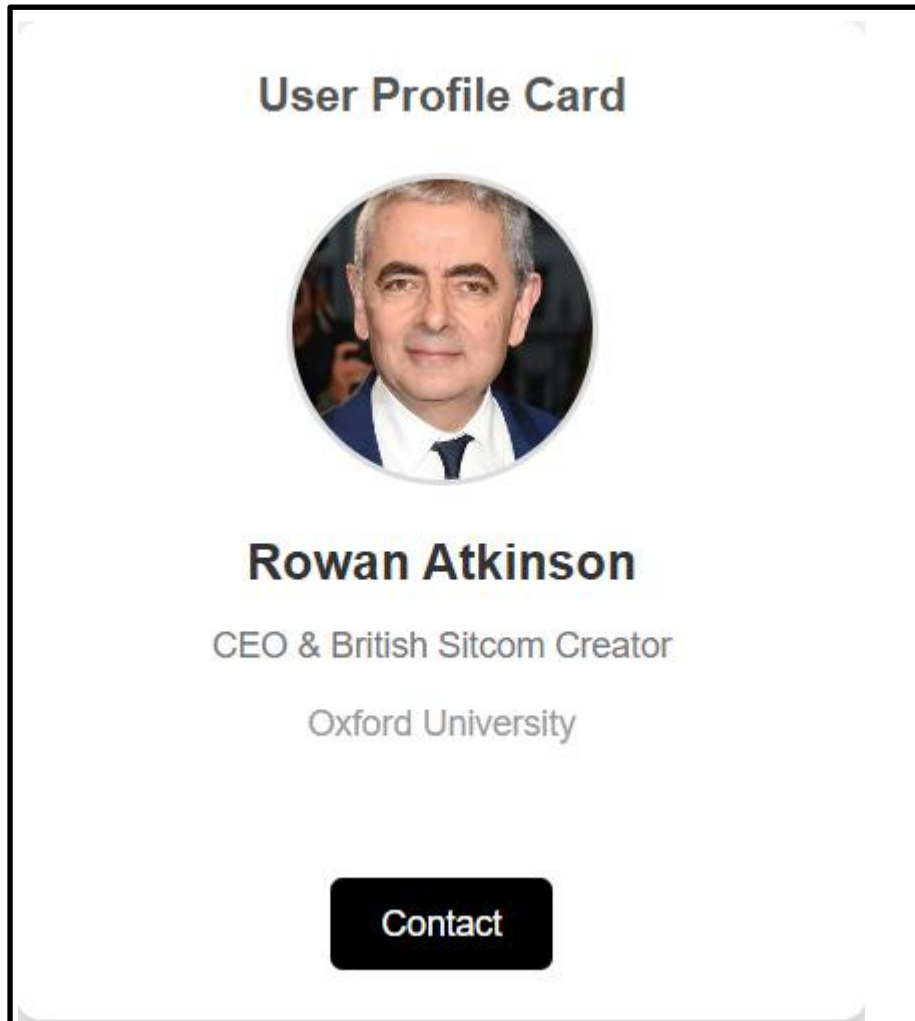 User Profile Card
Rowan Atkinson
CEO & British Sitcom Creator
Oxford University
Contact